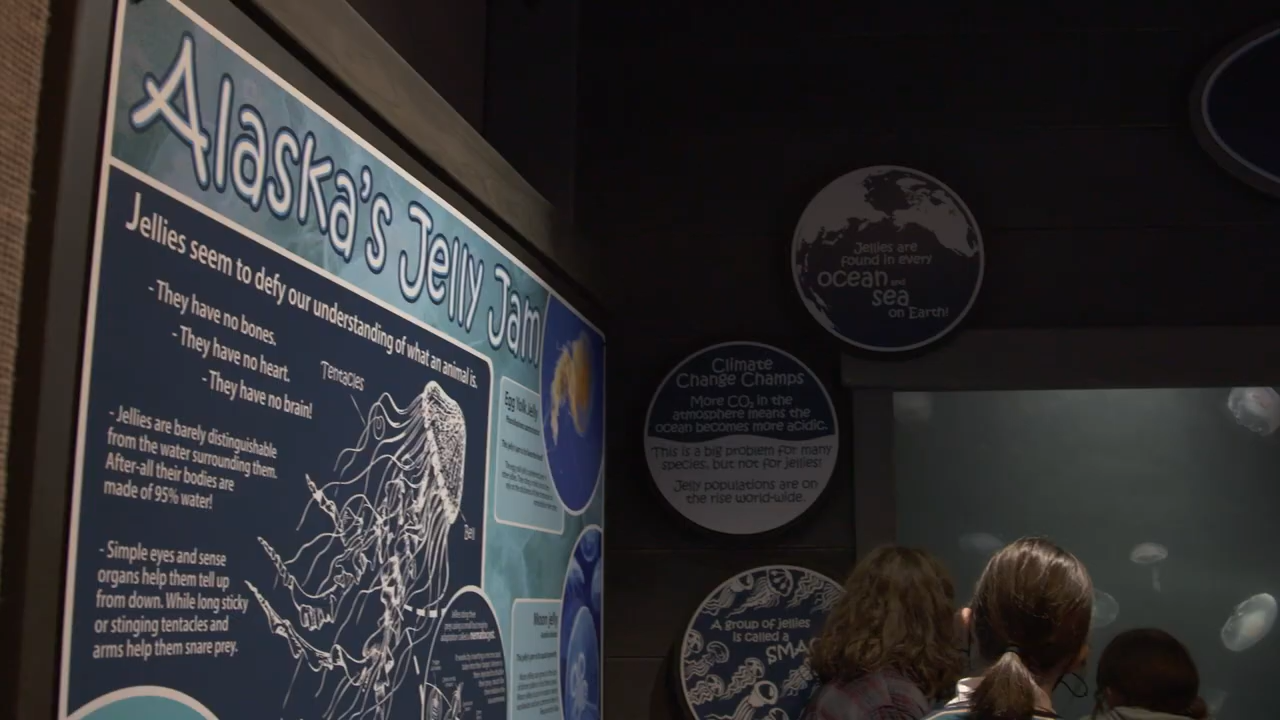 Alaska's Jelly Jam
Jellies seem to defy our understanding of what an animal is.
- They have no bones.
- They have no heart.
- They have no brain!
Tentacles
- Jellies are barely distinguishable
from the water surrounding them.
After-all their bodies are
made of 95% water!
Bell
- Simple eyes and sense
organs help them tell up
from down. While long sticky
or stinging tentacles and
arms help them snare prey.
Egg Yolk Jelly
Moon Jelly
Jellies are
found in every
ocean and
sea
on Earth!
Climate
Change Champs
More CO₂ in the
atmosphere means the
ocean becomes more acidic.
This is a big problem for many
species, but not for jellies!
Jelly populations are on
the rise world-wide.
A group of jellies
is called a
SMA